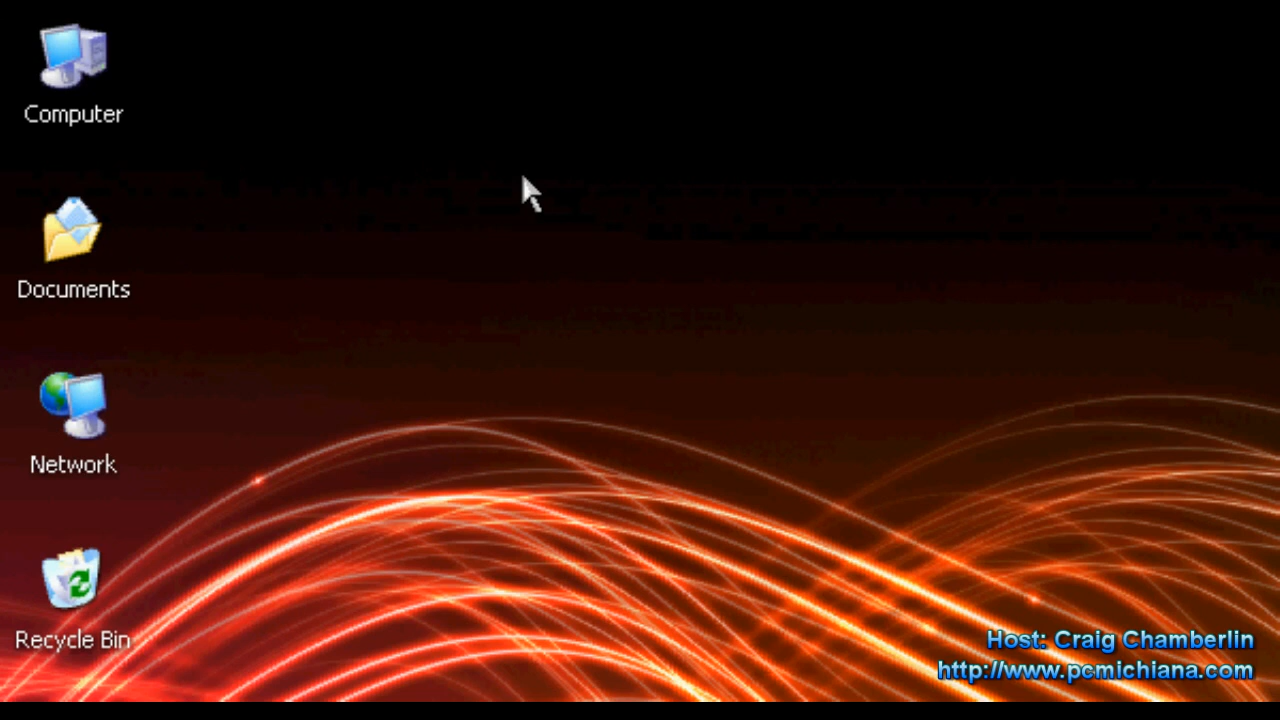 Computer
Documents
Network
Recycle Bin
Host: Craig Chamberlin
http://www.pcmichiana.com